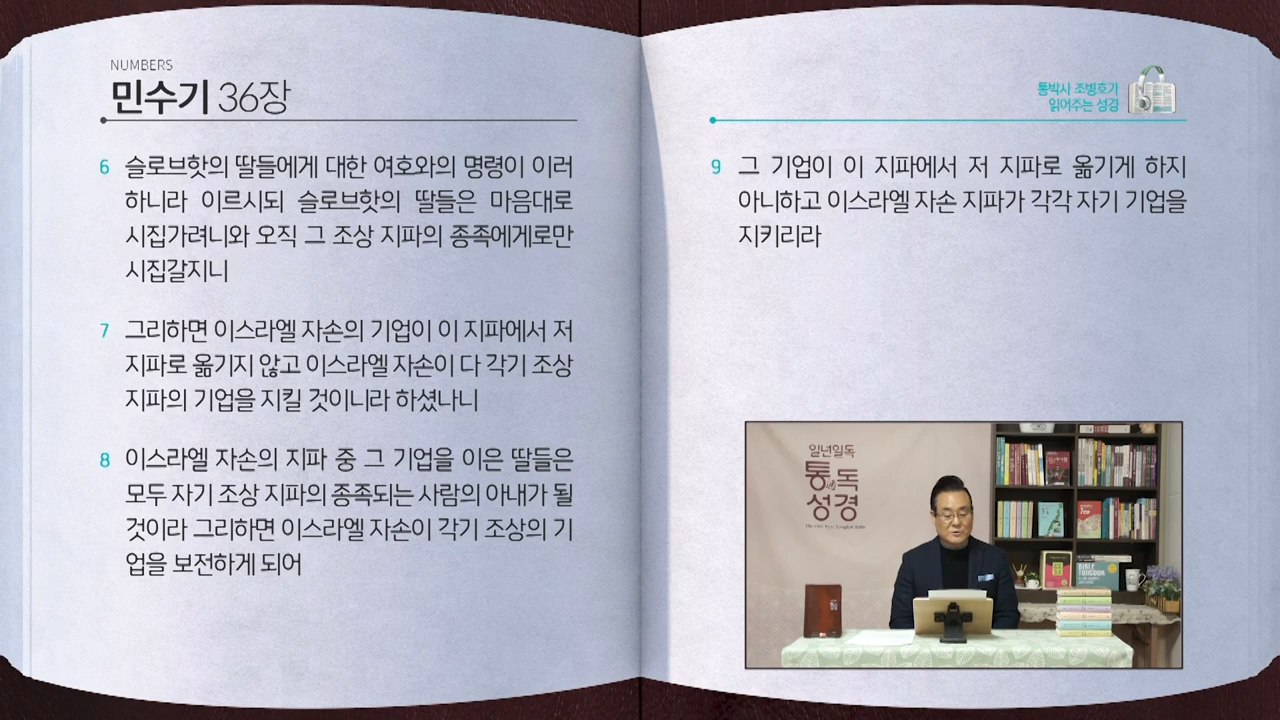 NUMBERS
민수기 36장
6 슬로브핫의 딸들에게 대한 여호와의 명령이 이러
하니라 이르시되 슬로브핫의 딸들은 마음대로
시집가려니와 오직 그 조상 지파의 종족에게로만
시집갈지니
7 그리하면 이스라엘 자손의 기업이 이 지파에서 저
지파로 옮기지 않고 이스라엘 자손이 다 각기 조상
지파의 기업을 지킬 것이니라 하셨나니
8 이스라엘 자손의 지파 중 그 기업을 이은 딸들은
모두 자기 조상 지파의 종족되는 사람의 아내가 될
것이라 그리하면 이스라엘 자손이 각기 조상의 기
업을 보전하게 되어
통박사 조병호가
읽어주는 성경
9 그 기업이 이 지파에서 저 지파로 옮기게 하지
아니하고 이스라엘 자손 지파가 각각 자기 기업을
지키리라
일년일독
통독
성경
BIBLE
TONGDOK